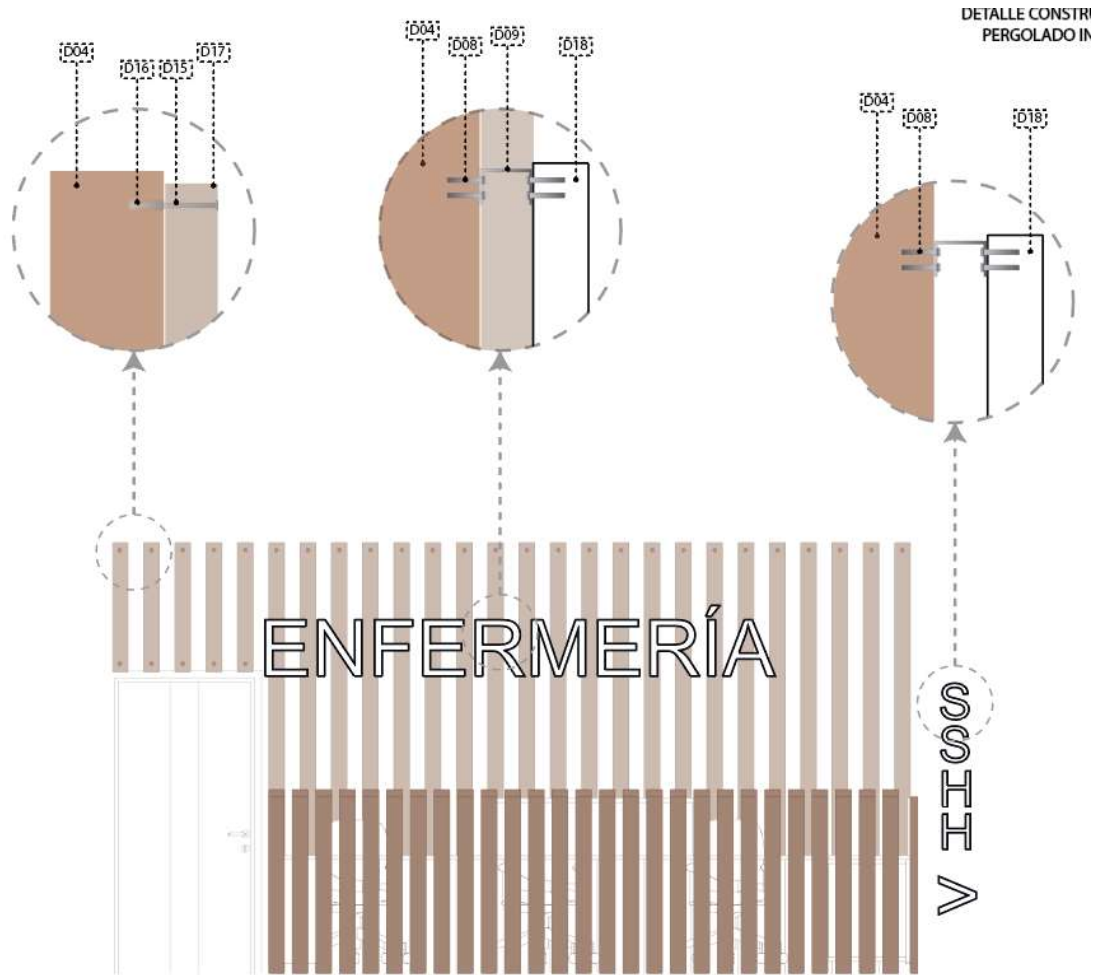 DETALLE CONSTRU
PERGOLADO IN
D04
D16
D15
D17
D04
D08
D09
D18
D04
D08
D18
ENFERMERÍA
SSHH >